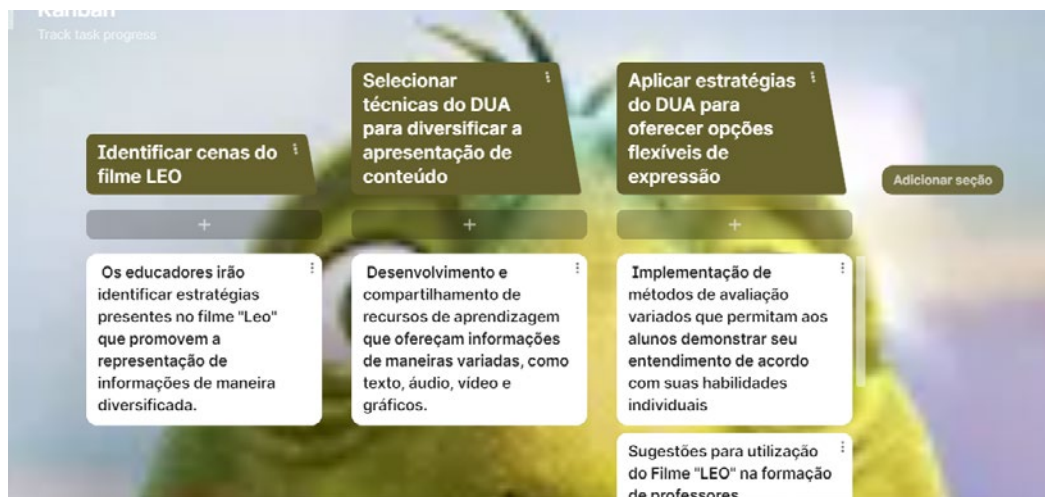 Kanban
Track task progress
Identificar cenas do
filme LEO
Os educadores irão
identificar estratégias
presentes no filme "Leo"
que promovem a
representação de
informações de maneira
diversificada.
Selecionar
técnicas do DUA
para diversificar a
apresentação de
conteúdo
Desenvolvimento e
compartilhamento de
recursos de aprendizagem
que ofereçam informações
de maneiras variadas, como
texto, áudio, vídeo e
gráficos.
Aplicar estratégias
do DUA para
oferecer opções
flexíveis de
expressão
Implementação de
métodos de avaliação
variados que permitam aos
alunos demonstrar seu
entendimento de acordo
com suas habilidades
individuais
Sugestões para utilização
do Filme "LEO" na formação
de professores
Adicionar seção